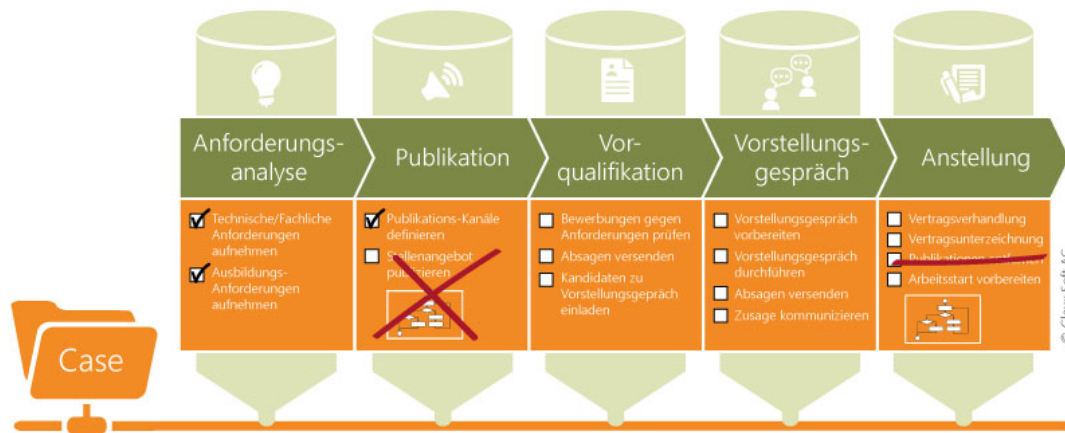 Anforderungs-
analyse
Publikation
Vor-
qualifikation
Vorstellungs-
gespräch
Anstellung
Technische/Fachliche
Anforderungen
aufnehmen
Ausbildungs-
Anforderungen
aufnehmen
Publikations-Kanäle
definieren
Stellenangebot
publizieren
Bewerbungen gegen
Anforderungen prüfen
Absagen versenden
Kandidaten zu
Vorstellungsgespräch
einladen
Vorstellungsgespräch
vorbereiten
Vorstellungsgespräch
durchführen
Absagen versenden
Zusage kommunizieren
Vertragsverhandlung
Vertragsunterzeichnung
Publikationen entfernen
Arbeitsstart vorbereiten
Case